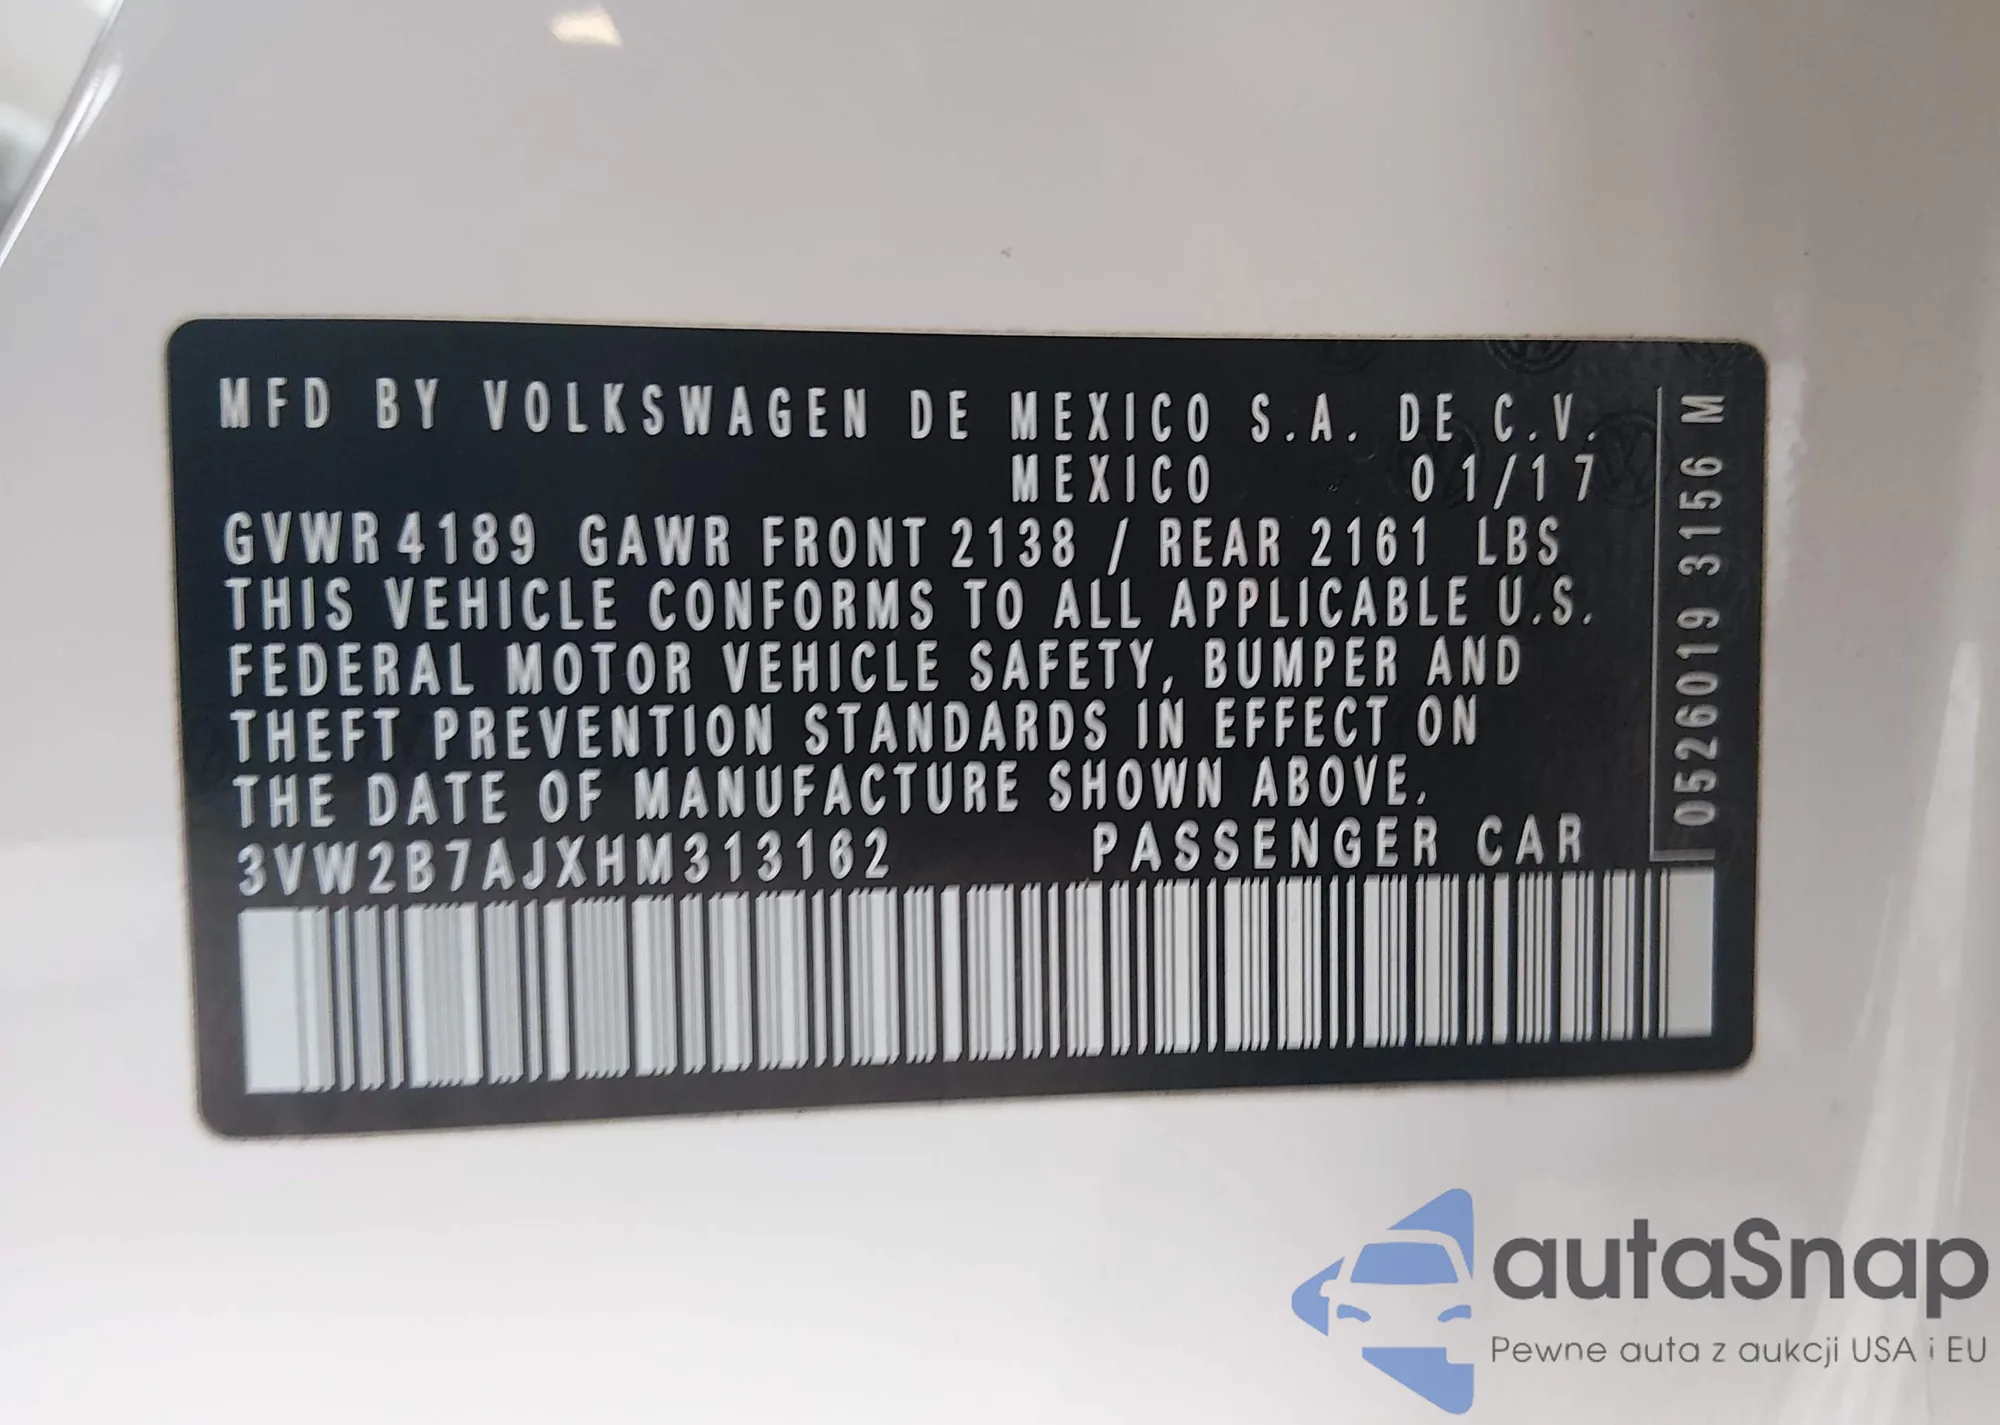 MFD BY VOLKSWAGEN DE MEXICO S.A. DE C.V.
MEXICO 01/17
GVWR 4189 GAWR FRONT 2138 / REAR 2161 LBS
THIS VEHICLE CONFORMS TO ALL APPLICABLE U.S.
FEDERAL MOTOR VEHICLE SAFETY, BUMPER AND
THEFT PREVENTION STANDARDS IN EFFECT ON
THE DATE OF MANUFACTURE SHOWN ABOVE.
3VW2B7AJXHM313162 PASSENGER CAR
0526019 3156 M
autaSnap
Pewne auta z aukcji USA i EU